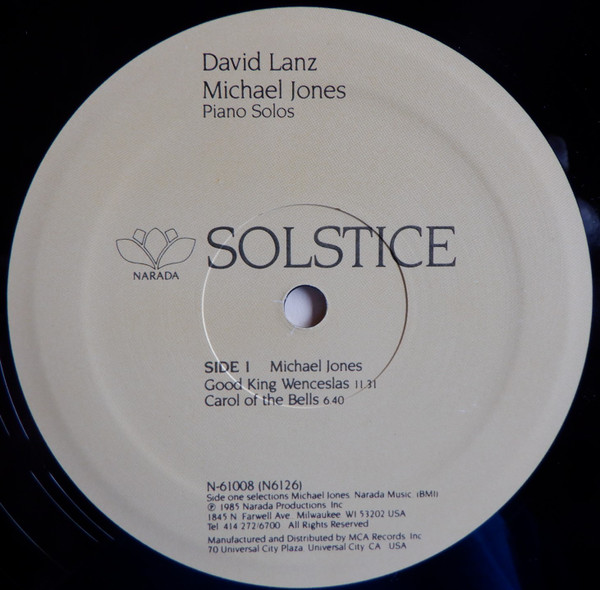 David Lanz
Michael Jones
Piano Solos
NARADA
SOLSTICE
SIDE 1 Michael Jones
Good King Wenceslas 11.31
Carol of the Bells 6.40
N-61008 (N6126)
Side one selections Michael Jones. Narada Music (BMI)
℗ 1985 Narada Productions, Inc
1845 N. Farwell Ave. Milwaukee, WI 53202 USA
Tel 414 272/6700 All Rights Reserved
Manufactured and Distributed by MCA Records, Inc
70 Universal City Plaza, Universal City, CA USA